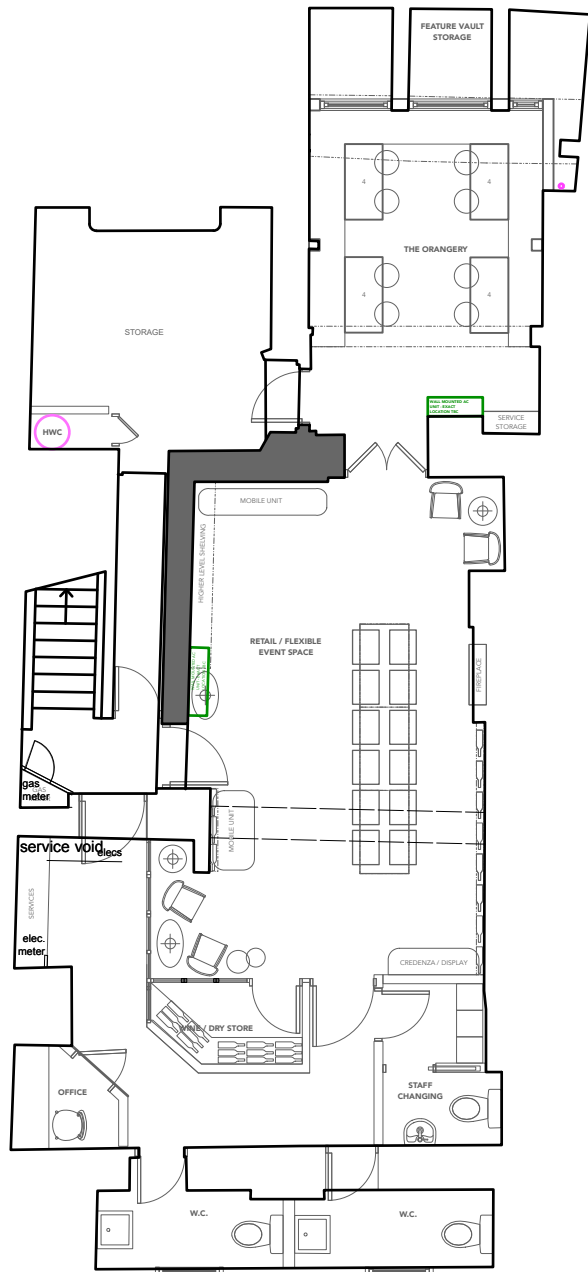 FEATURE VAULT
STORAGE
4
4
THE ORANGERY
4
4
STORAGE
WALL MOUNTED AC
UNIT - EXACT
LOCATION TBC
SERVICE
STORAGE
HWC
MOBILE UNIT
HIGHER LEVEL SHELVING
RETAIL / FLEXIBLE
EVENT SPACE
FIREPLACE
gas
meter
GAS
MOBILE UNIT
service void
elecs
SERVICES
elec.
meter
CREDENZA / DISPLAY
WINE / DRY STORE
OFFICE
STAFF
CHANGING
W.C.
W.C.